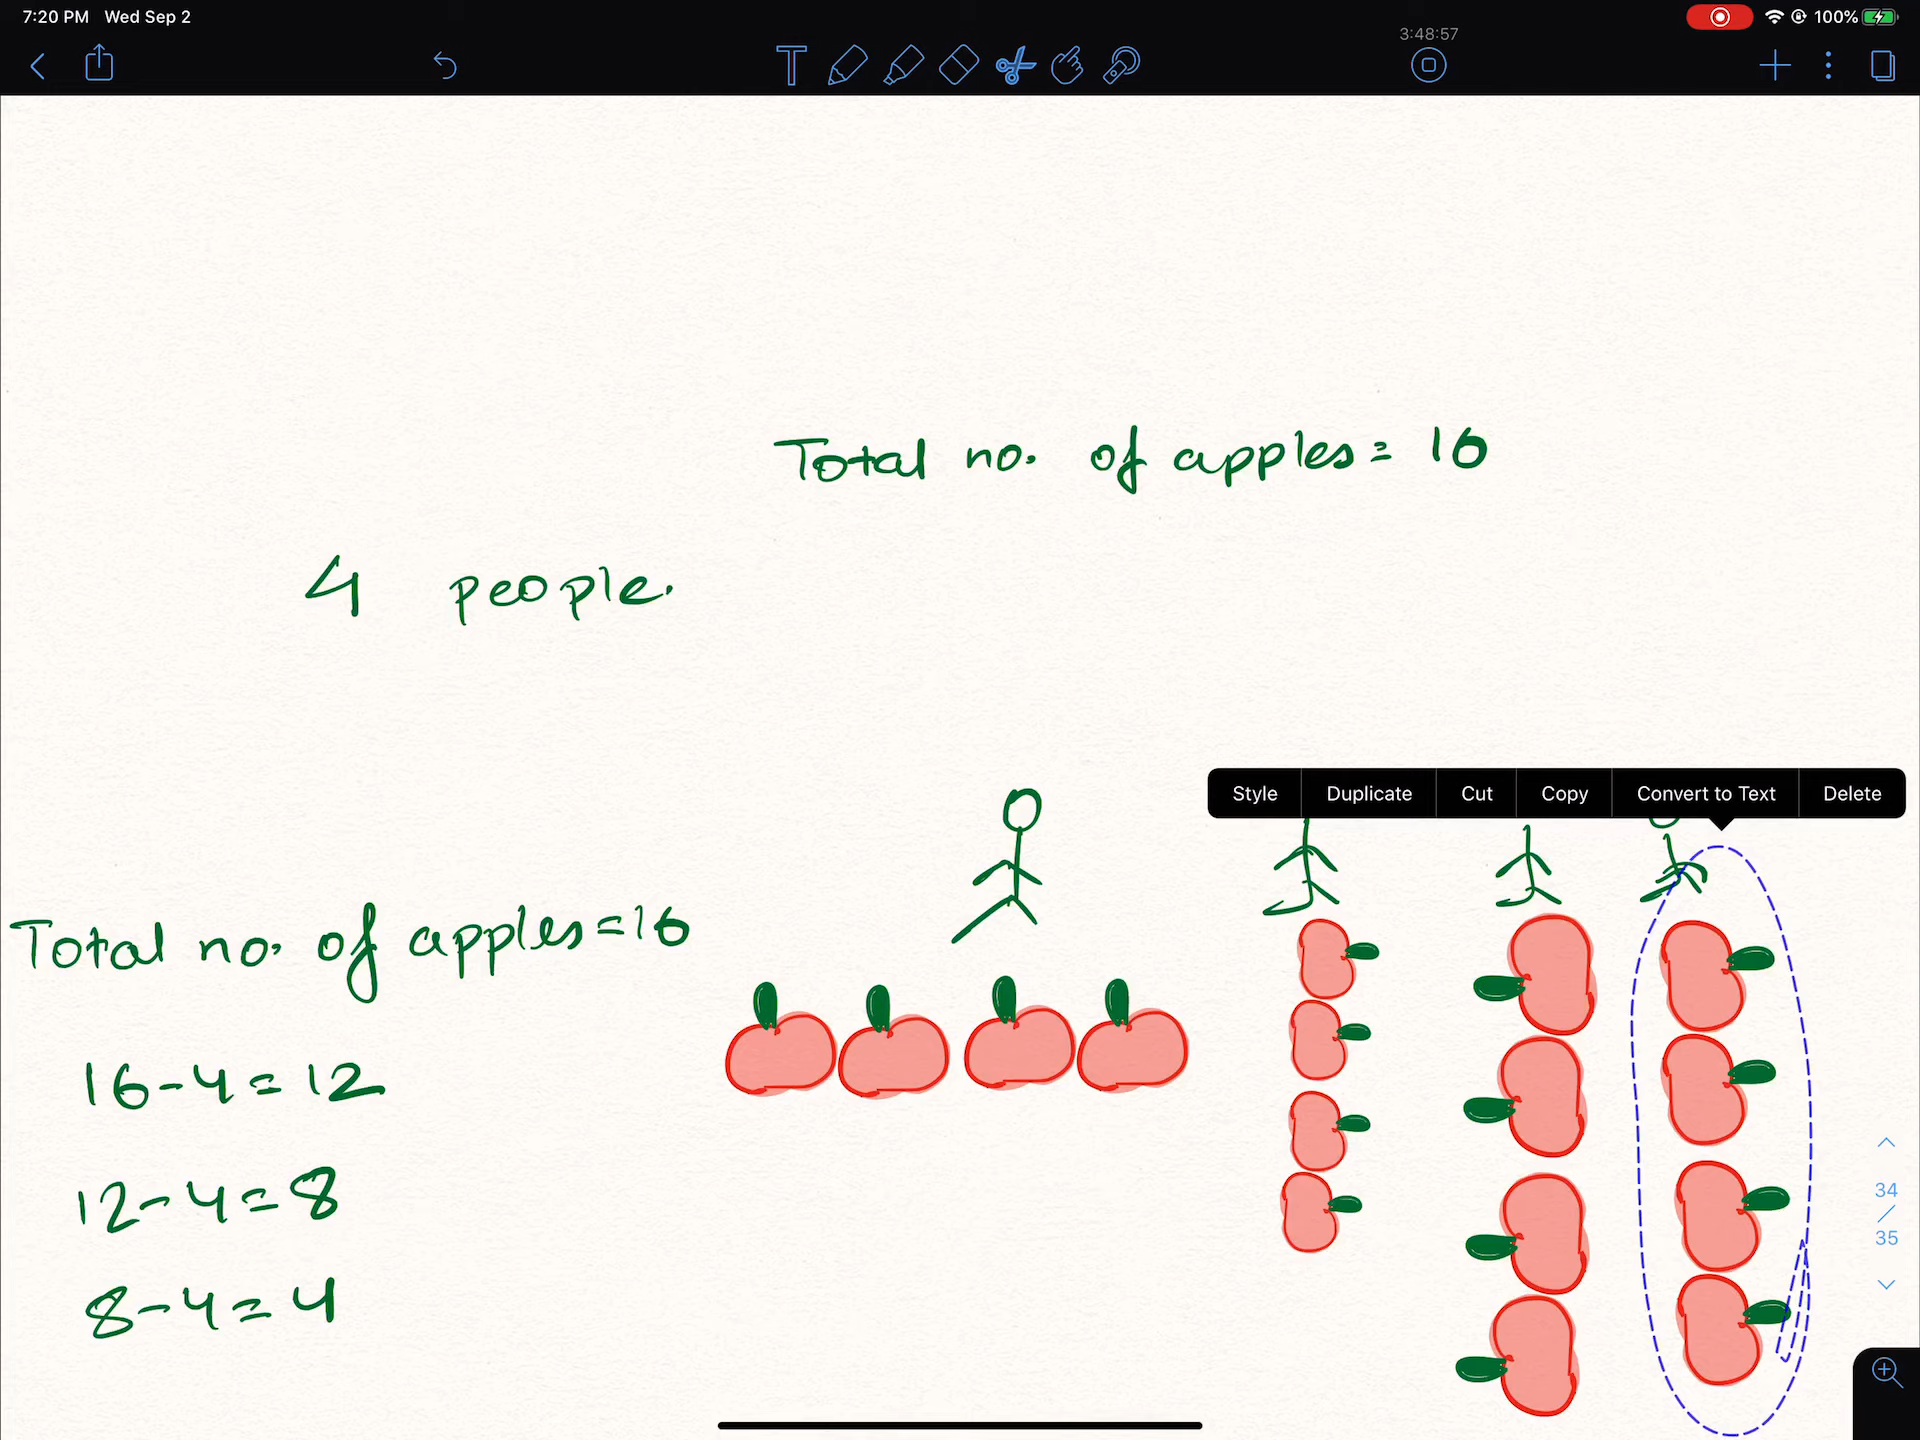 7:20 PM Wed Sep 2
100%
3:48:57
Total no. of apples = 16
4 people.
Style Duplicate Cut Copy Convert to Text Delete
Total no. of apples = 16
16 - 4 = 12
12 - 4 = 8
8 - 4 = 4
34
/
35